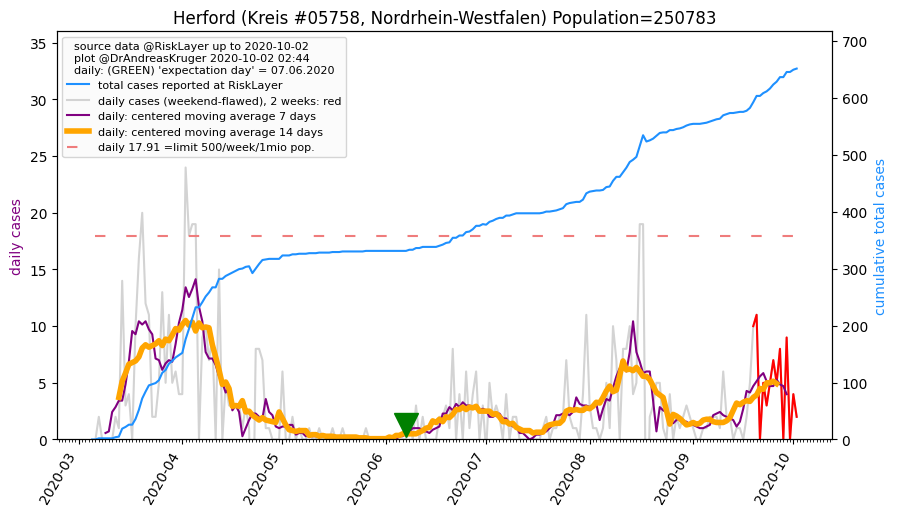 Herford (Kreis #05758, Nordrhein-Westfalen) Population=250783
source data @RiskLayer up to 2020-10-02
plot @DrAndreasKruger 2020-10-02 02:44
daily: (GREEN) 'expectation day' = 07.06.2020
total cases reported at RiskLayer
daily cases (weekend-flawed), 2 weeks: red
daily: centered moving average 7 days
daily: centered moving average 14 days
daily 17.91 =limit 500/week/1mio pop.
daily cases
35
30
25
20
15
10
5
0
700
600
500
400
300
200
100
0
cumulative total cases
2020-03
2020-04
2020-05
2020-06
2020-07
2020-08
2020-09
2020-10